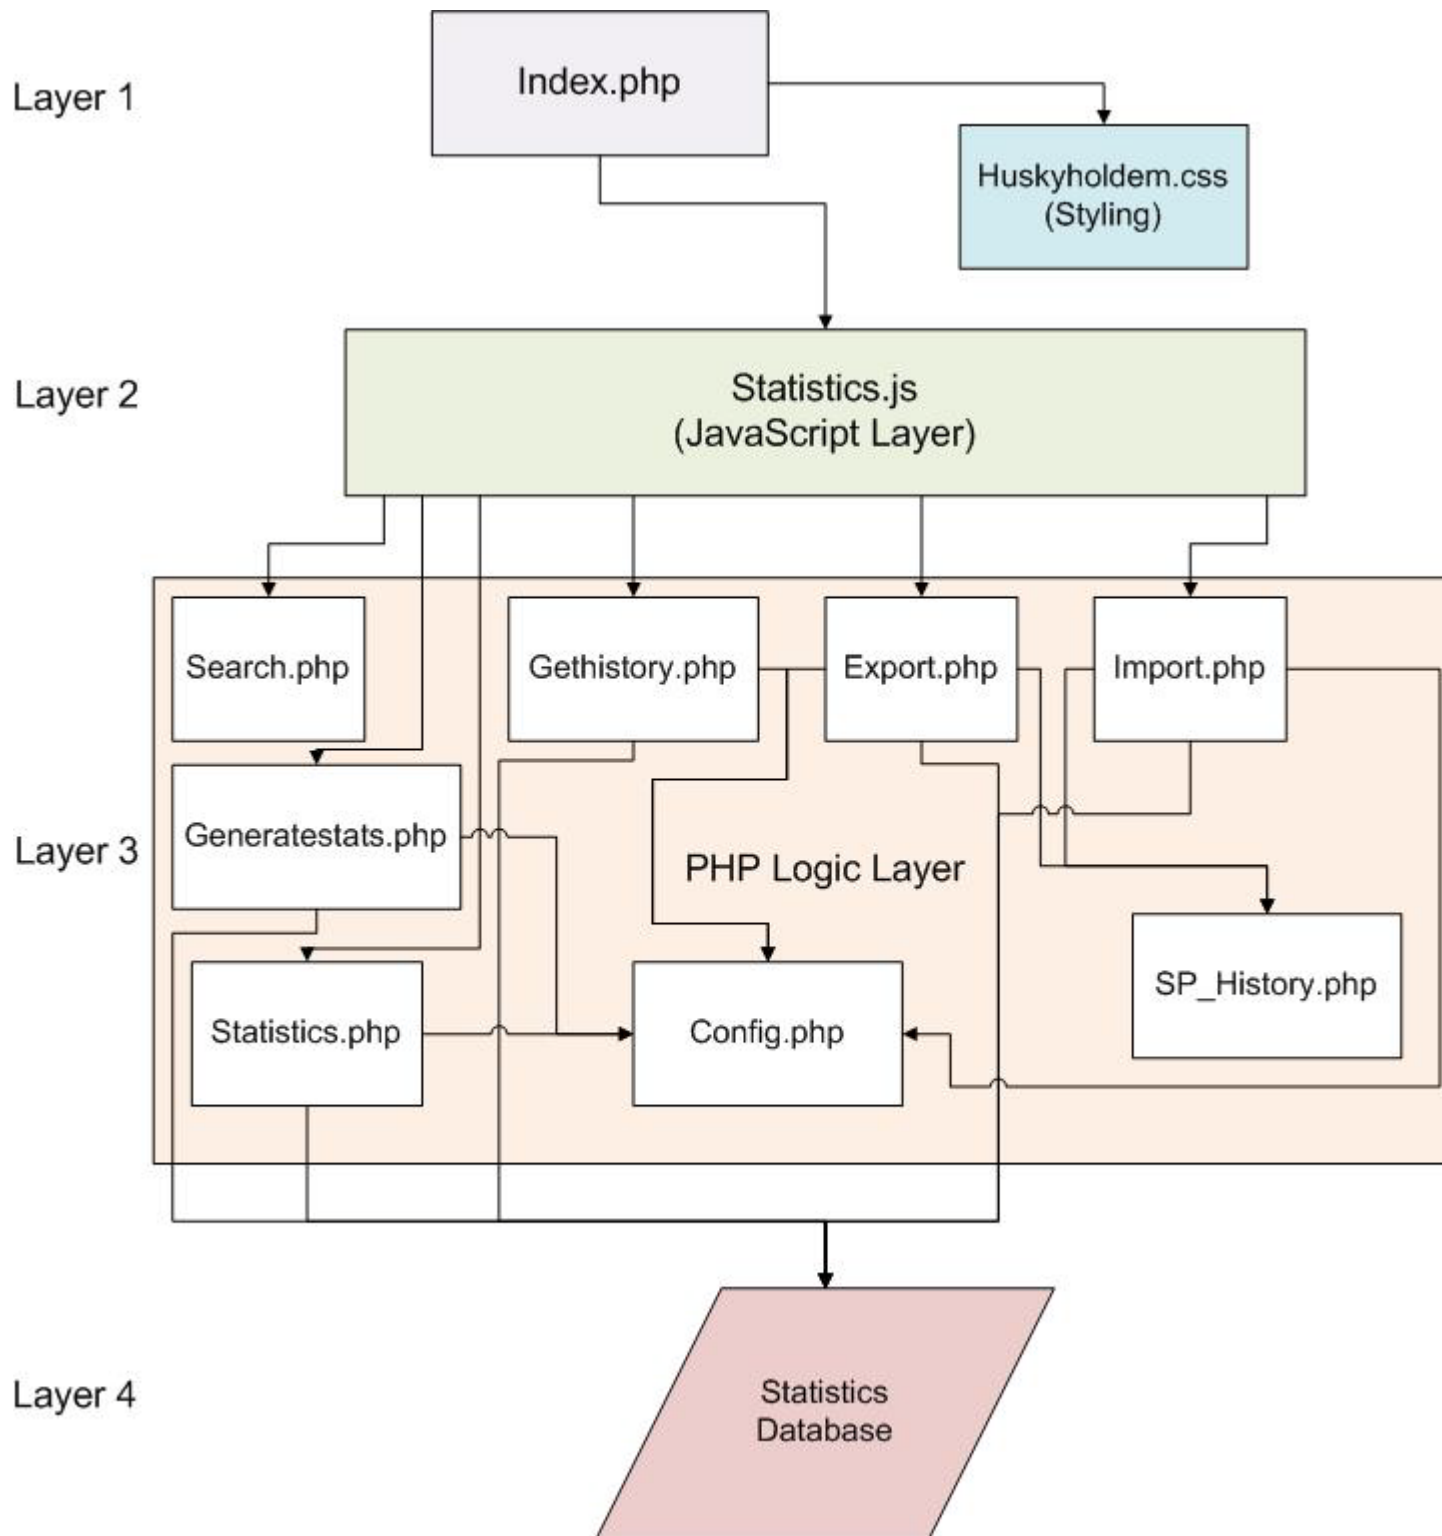 Layer 1
Index.php
Huskyholdem.css
(Styling)
Layer 2
Statistics.js
(JavaScript Layer)
Search.php
Gethistory.php
Export.php
Import.php
Layer 3
Generatestats.php
PHP Logic Layer
SP_History.php
Statistics.php
Config.php
Layer 4
Statistics
Database